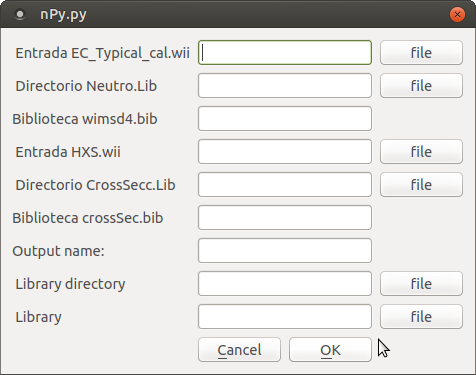 nPy.py
Entrada EC_Typical_cal.wii file
Directorio Neutro.Lib file
Biblioteca wimsd4.bib
Entrada HXS.wii file
Directorio CrossSecc.Lib file
Biblioteca crossSec.bib
Output name:
Library directory file
Library file
Cancel OK